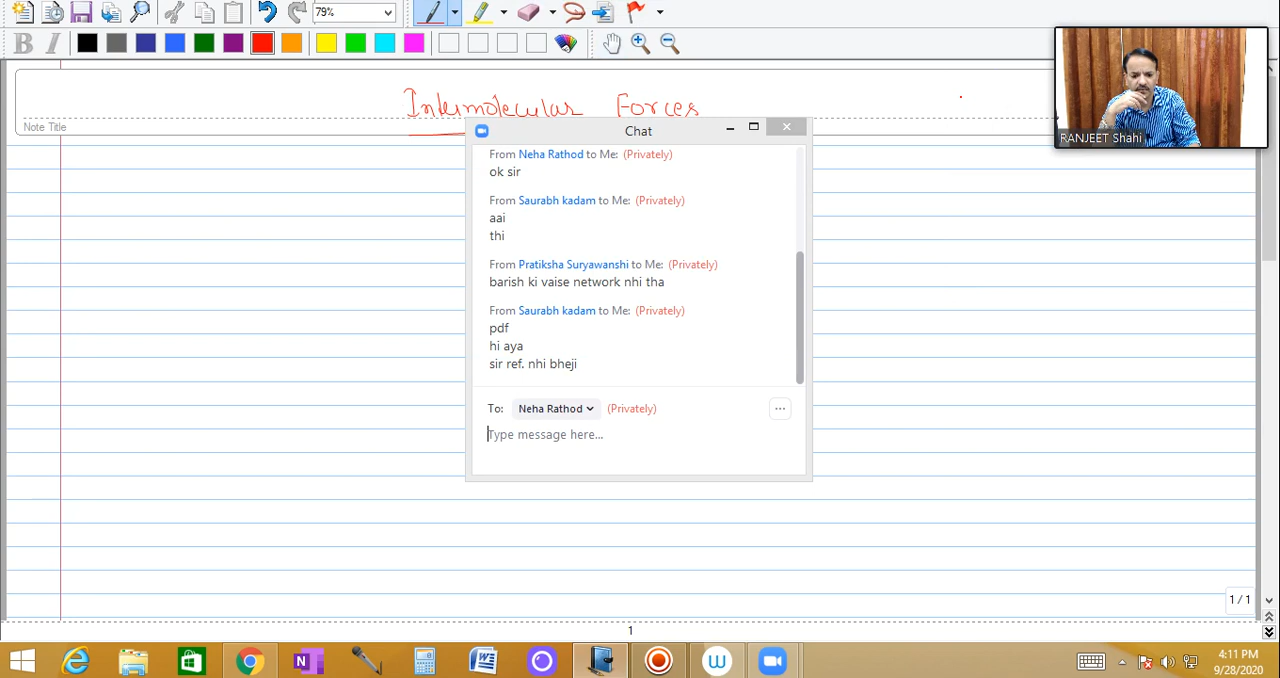 79%
B I
Intermolecular Forces
Note Title
RANJEET Shahi
Chat
From Neha Rathod to Me: (Privately)
ok sir
From Saurabh kadam to Me: (Privately)
aai
thi
From Pratiksha Suryawanshi to Me: (Privately)
barish ki vaise network nhi tha
From Saurabh kadam to Me: (Privately)
pdf
hi aya
sir ref. nhi bheji
To: Neha Rathod (Privately)
...
Type message here...
1 / 1
1
4:11 PM
9/28/2020